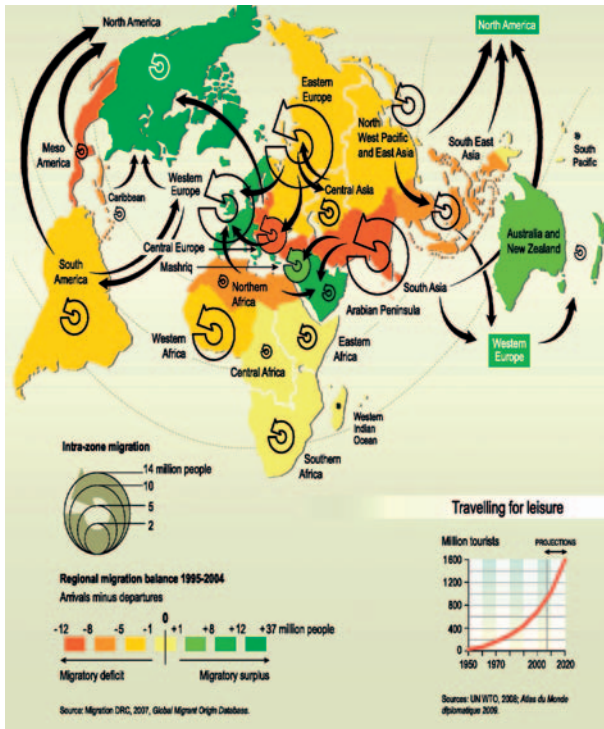 North America
North America
Eastern
Europe
North
West Pacific
and East Asia
South East
Asia
South
Pacific
Meso
America
Western
Europe
Caribbean
Central Asia
Central Europe
Mashriq
Australia and
New Zealand
South
America
Northern
Africa
South Asia
Arabian Peninsula
Western
Africa
Eastern
Africa
Western
Europe
Central Africa
Western
Indian
Ocean
Southern
Africa
Intra-zone migration
14 million people
10
5
2
Travelling for leisure
Million tourists
PROJECTIONS
1600
1200
800
400
0
1950 1970 2000 2020
Regional migration balance 1995-2004
Arrivals minus departures
0
-12 -8 -5 -1 +1 +8 +12 +37 million people
Migratory deficit Migratory surplus
Source: Migration DRC, 2007, Global Migrant Origin Database.
Sources: UN WTO, 2008; Atlas du Monde
diplomatique 2009.